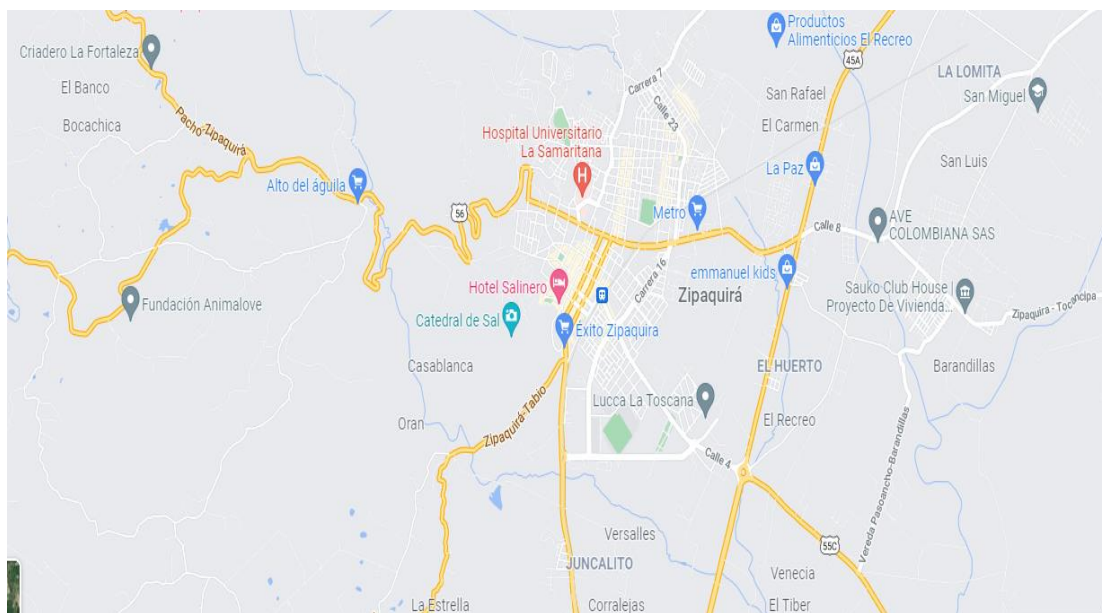 Productos
Alimenticios El Recreo
Criadero La Fortaleza
45A
LA LOMITA
El Banco
Carrera 7
San Rafael
San Miguel
Bocachica
Pacho-Zipaquirá
Calle 23
El Carmen
Hospital Universitario
La Samaritana
H
La Paz
San Luis
Alto del águila
56
Metro
AVE
COLOMBIANA SAS
Calle 8
emmanuel kids
Carrera 16
Hotel Salinero
Zipaquirá
Sauko Club House
Proyecto De Vivienda...
Fundación Animalove
Catedral de Sal
Éxito Zipaquira
Zipaquira - Tocancipa
Casablanca
EL HUERTO
Barandillas
Lucca La Toscana
Zipaquirá-Tabio
Oran
El Recreo
Calle 4
Vereda Pasoancho-Barandillas
Versalles
55C
JUNCALITO
Venecia
La Estrella
Corralejas
El Tiber